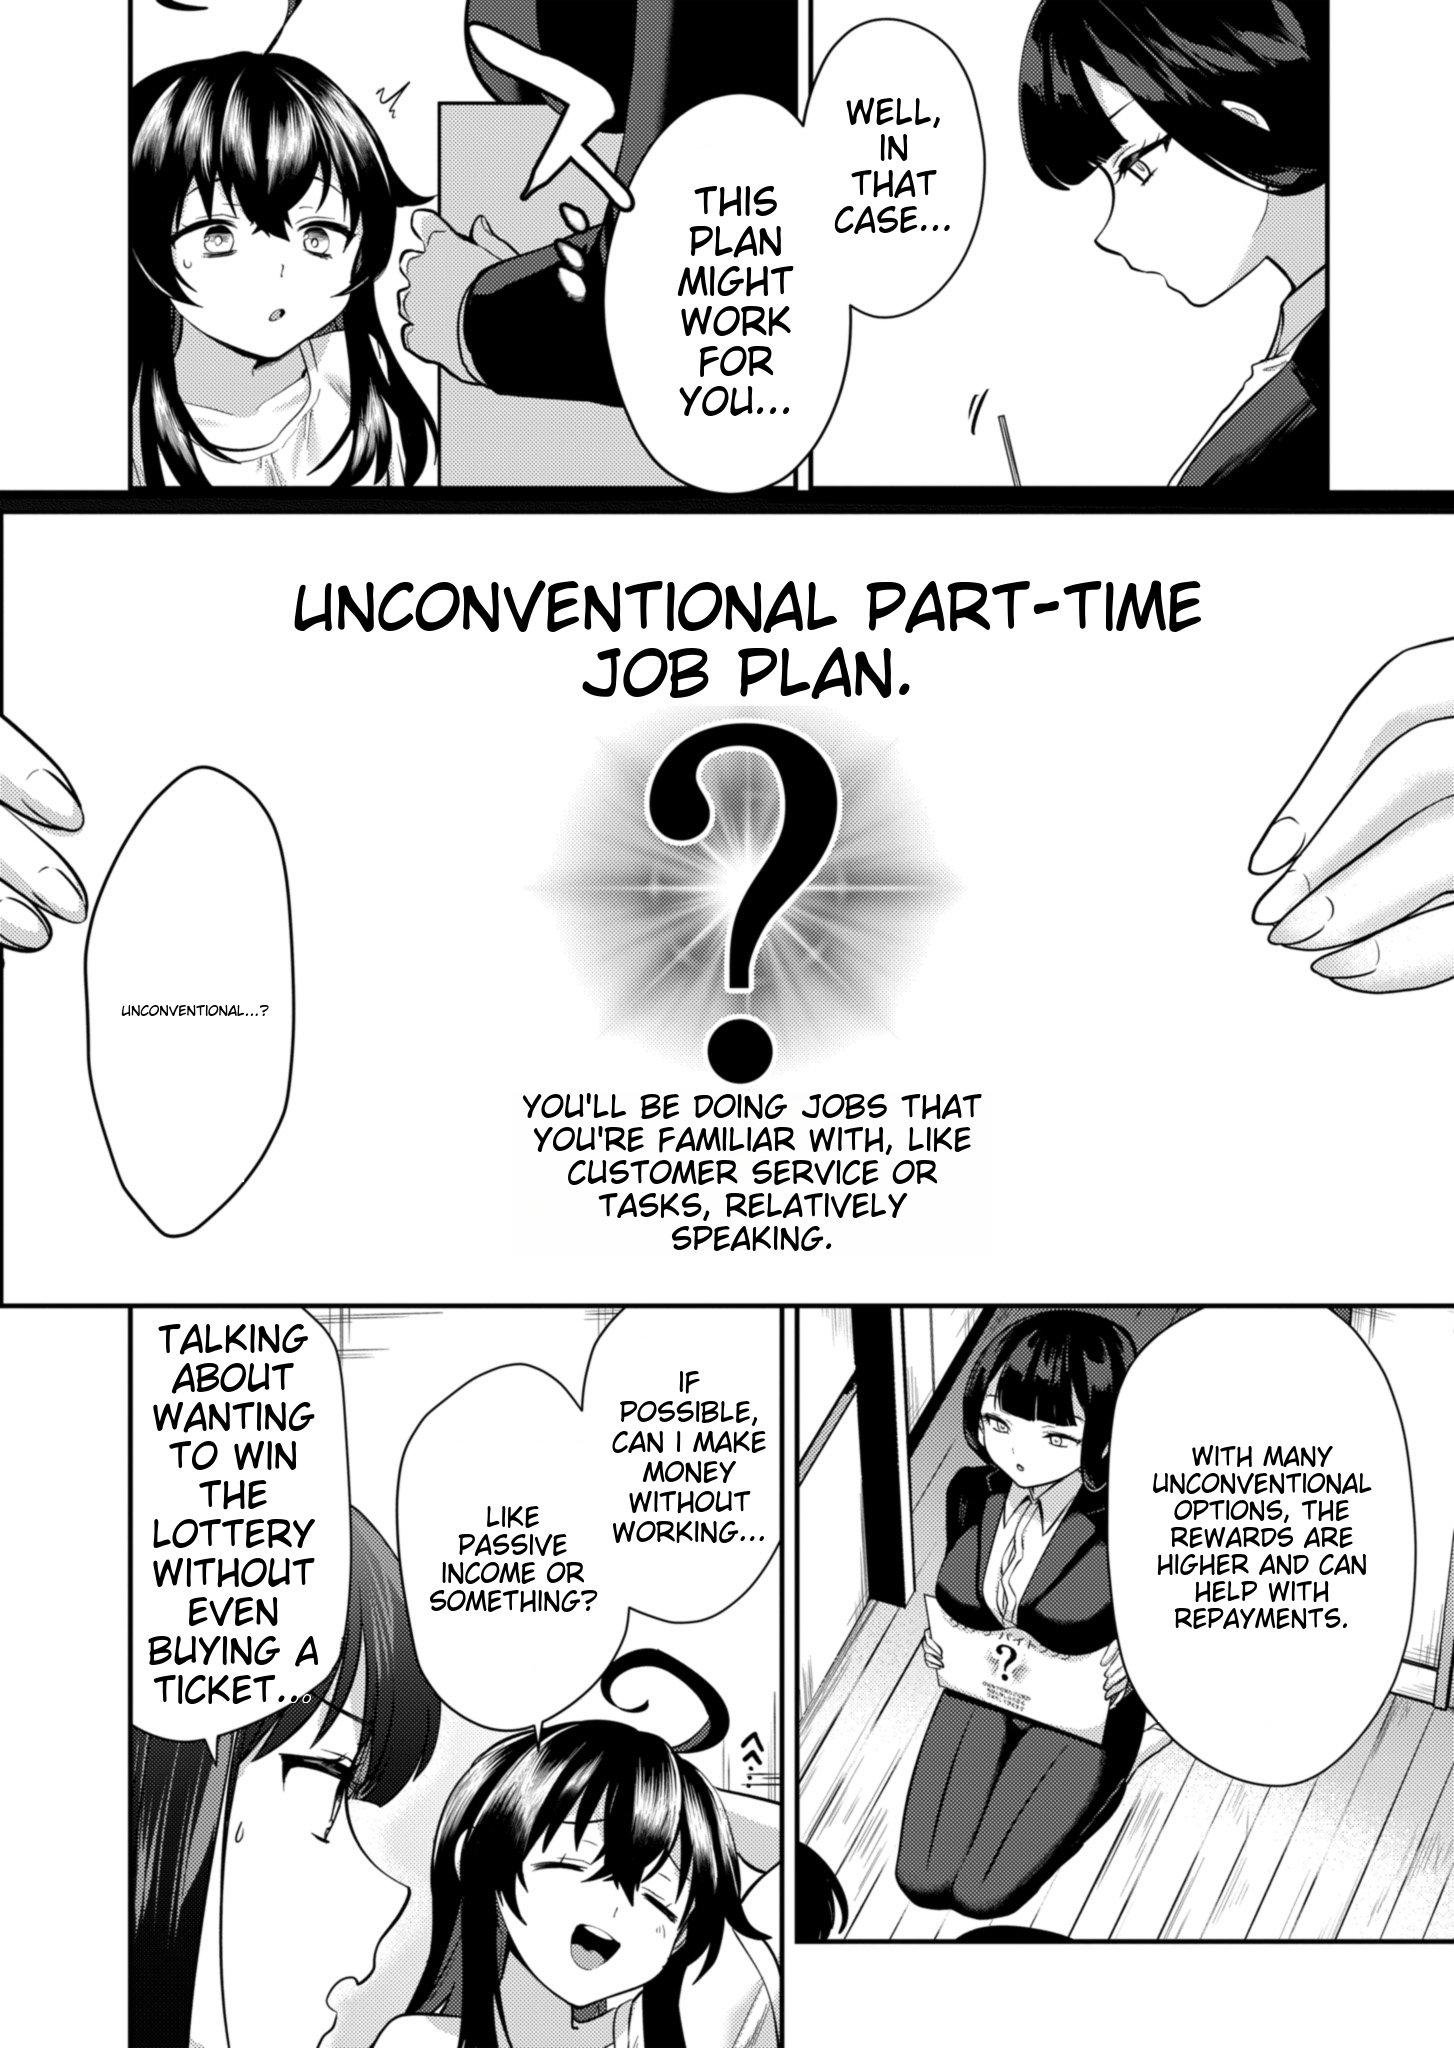 WELL,
IN
THAT
CASE...
THIS
PLAN
MIGHT
WORK
FOR
YOU...
UNCONVENTIONAL PART-TIME
JOB PLAN.
?
UNCONVENTIONAL...?
YOU'LL BE DOING JOBS THAT
YOU'RE FAMILIAR WITH, LIKE
CUSTOMER SERVICE OR
TASKS, RELATIVELY
SPEAKING.
WITH MANY
UNCONVENTIONAL
OPTIONS, THE
REWARDS ARE
HIGHER AND CAN
HELP WITH
REPAYMENTS.
バイト
?
IF
POSSIBLE,
CAN I MAKE
MONEY
WITHOUT
WORKING...
LIKE
PASSIVE
INCOME OR
SOMETHING?
TALKING
ABOUT
WANTING
TO WIN
THE
LOTTERY
WITHOUT
EVEN
BUYING A
TICKET...